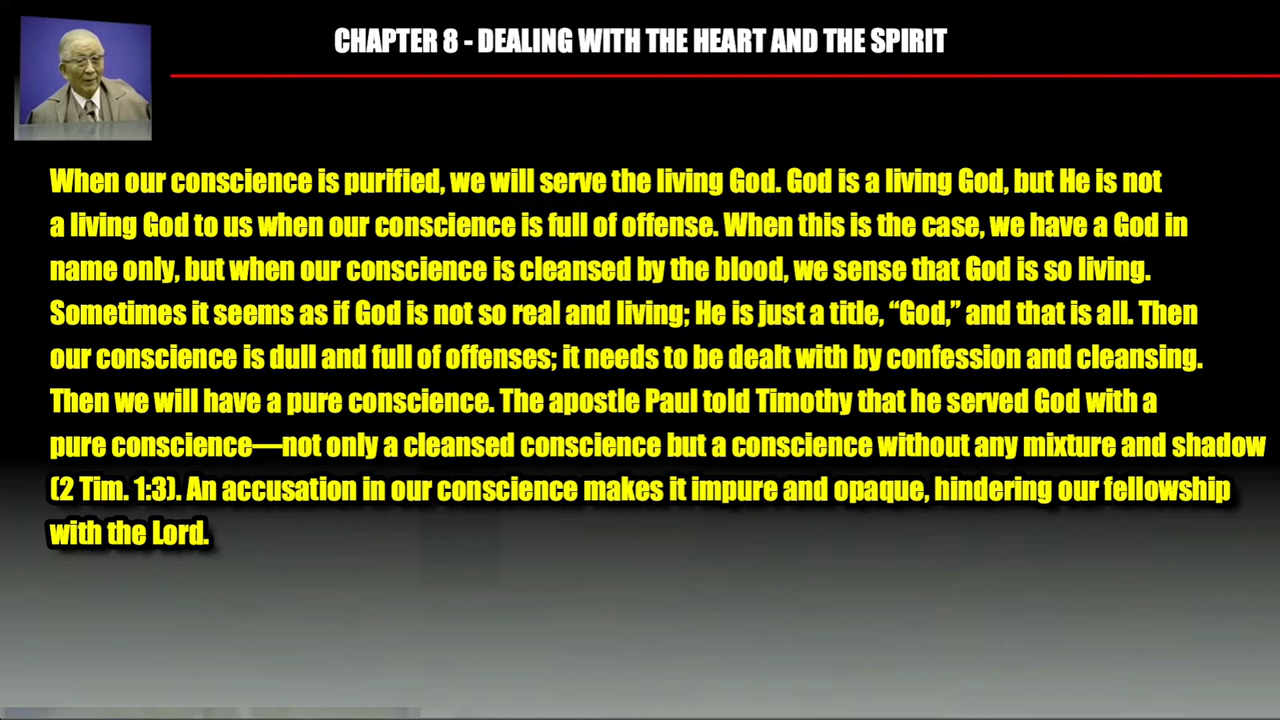 CHAPTER 8 - DEALING WITH THE HEART AND THE SPIRIT
When our conscience is purified, we will serve the living God. God is a living God, but He is not
a living God to us when our conscience is full of offense. When this is the case, we have a God in
name only, but when our conscience is cleansed by the blood, we sense that God is so living.
Sometimes it seems as if God is not so real and living; He is just a title, “God,” and that is all. Then
our conscience is dull and full of offenses; it needs to be dealt with by confession and cleansing.
Then we will have a pure conscience. The apostle Paul told Timothy that he served God with a
pure conscience—not only a cleansed conscience but a conscience without any mixture and shadow
(2 Tim. 1:3). An accusation in our conscience makes it impure and opaque, hindering our fellowship
with the Lord.